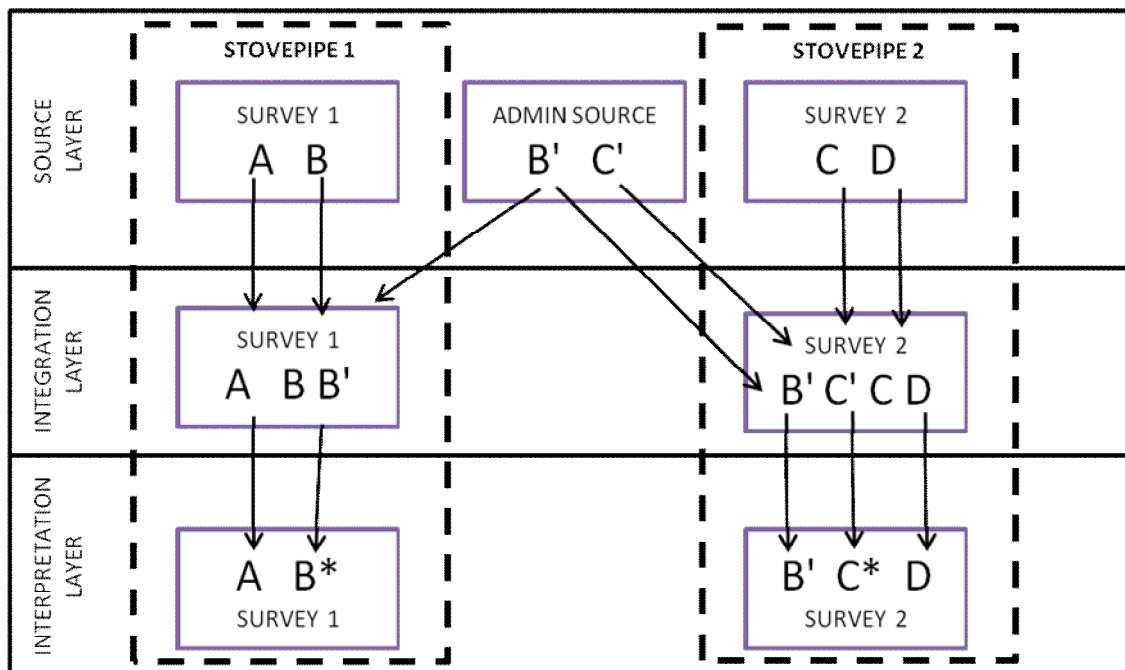 STOVEPIPE 1
STOVEPIPE 2
SOURCE
LAYER
SURVEY 1
A B
ADMIN SOURCE
B' C'
SURVEY 2
C D
INTEGRATION
LAYER
SURVEY 1
A B B'
SURVEY 2
B' C' C D
INTERPRETATION
LAYER
A B*
SURVEY 1
B' C* D
SURVEY 2